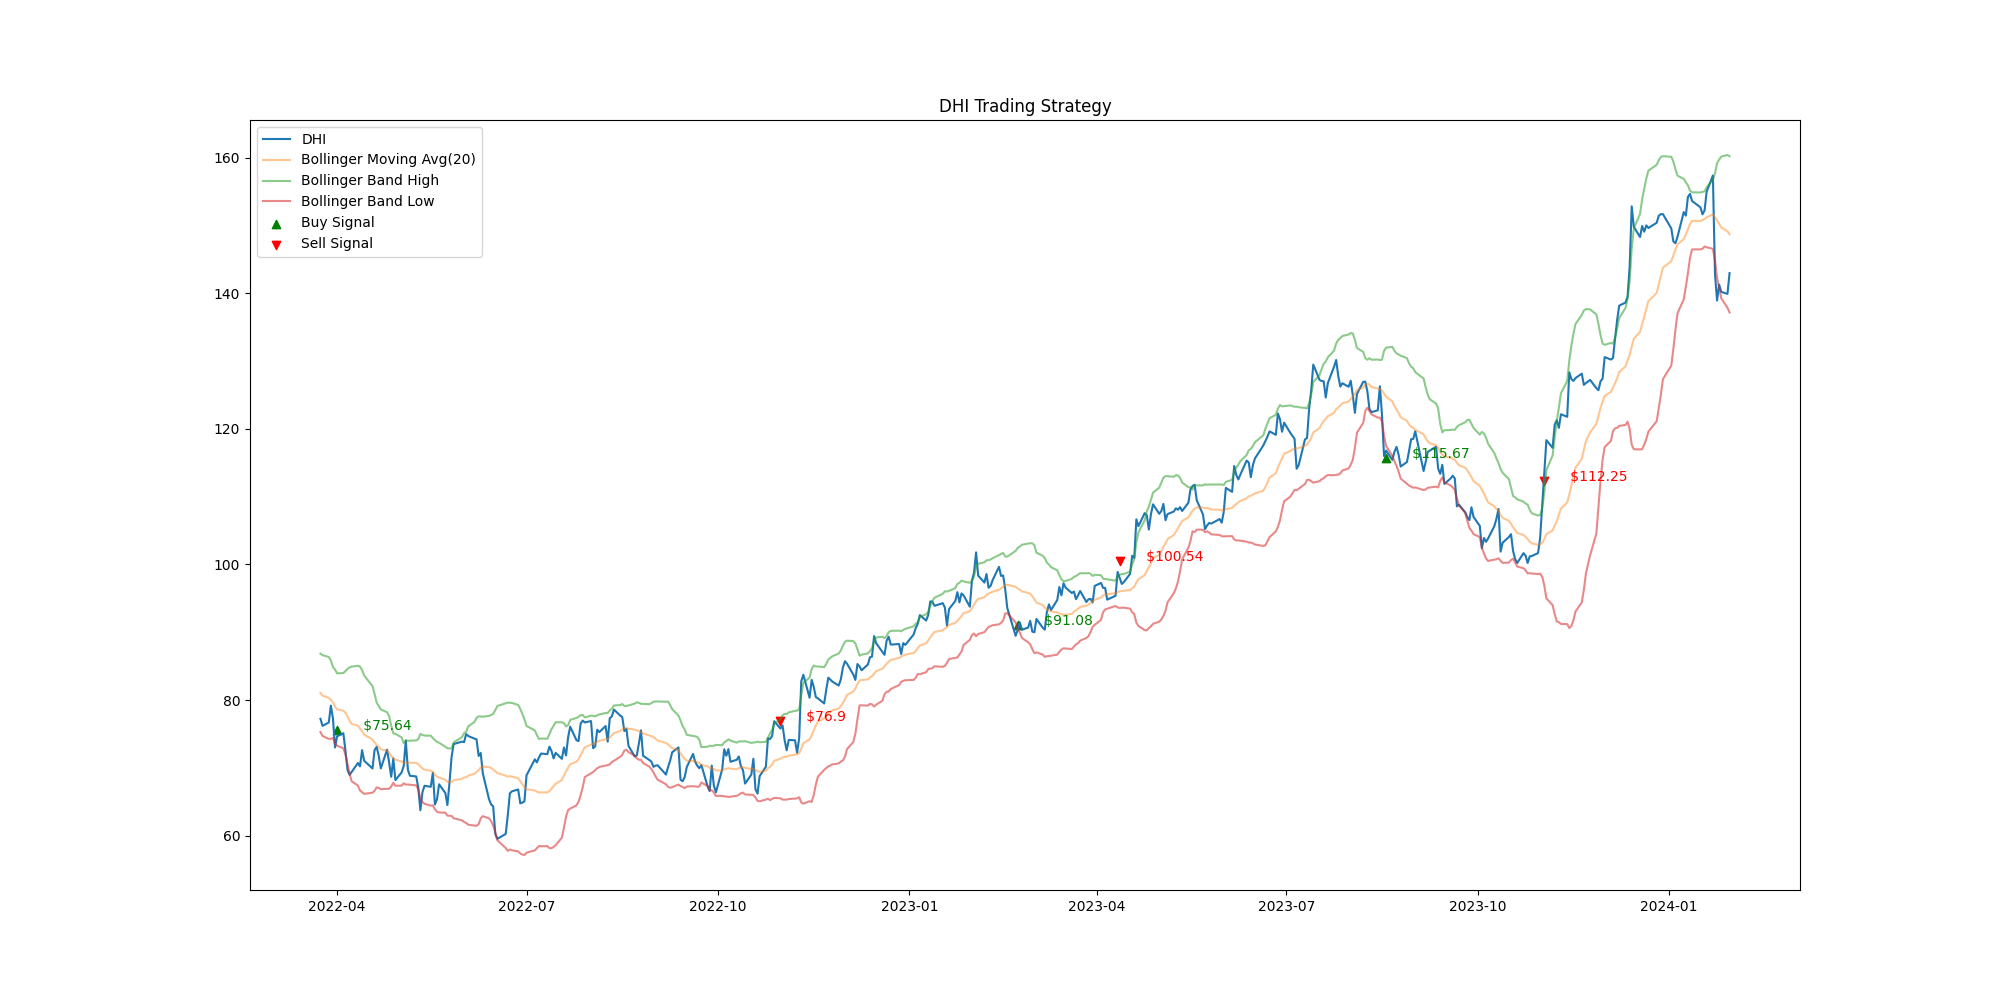 DHI Trading Strategy
DHI
Bollinger Moving Avg(20)
Bollinger Band High
Bollinger Band Low
Buy Signal
Sell Signal
160
140
120
100
80
60
$75.64
$76.9
$91.08
$100.54
$115.67
$112.25
2022-04
2022-07
2022-10
2023-01
2023-04
2023-07
2023-10
2024-01